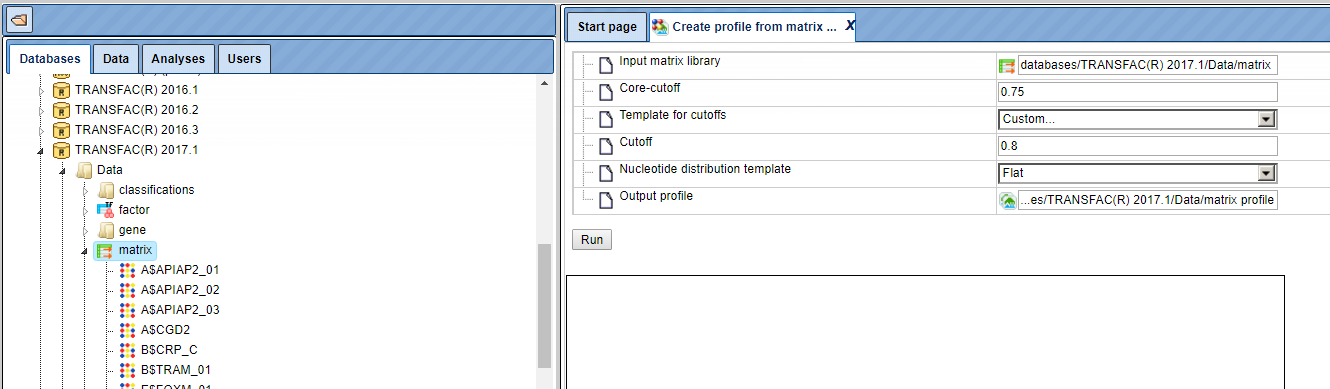 Databases
Data
Analyses
Users
TRANSFAC(R) 2016.1
TRANSFAC(R) 2016.2
TRANSFAC(R) 2016.3
TRANSFAC(R) 2017.1
Data
classifications
factor
gene
matrix
A$APIAP2_01
A$APIAP2_02
A$APIAP2_03
A$CGD2
B$CRP_C
B$TRAM_01
Start page
Create profile from matrix ... X
Input matrix library databases/TRANSFAC(R) 2017.1/Data/matrix
Core-cutoff 0.75
Template for cutoffs Custom...
Cutoff 0.8
Nucleotide distribution template Flat
Output profile ...es/TRANSFAC(R) 2017.1/Data/matrix profile
Run